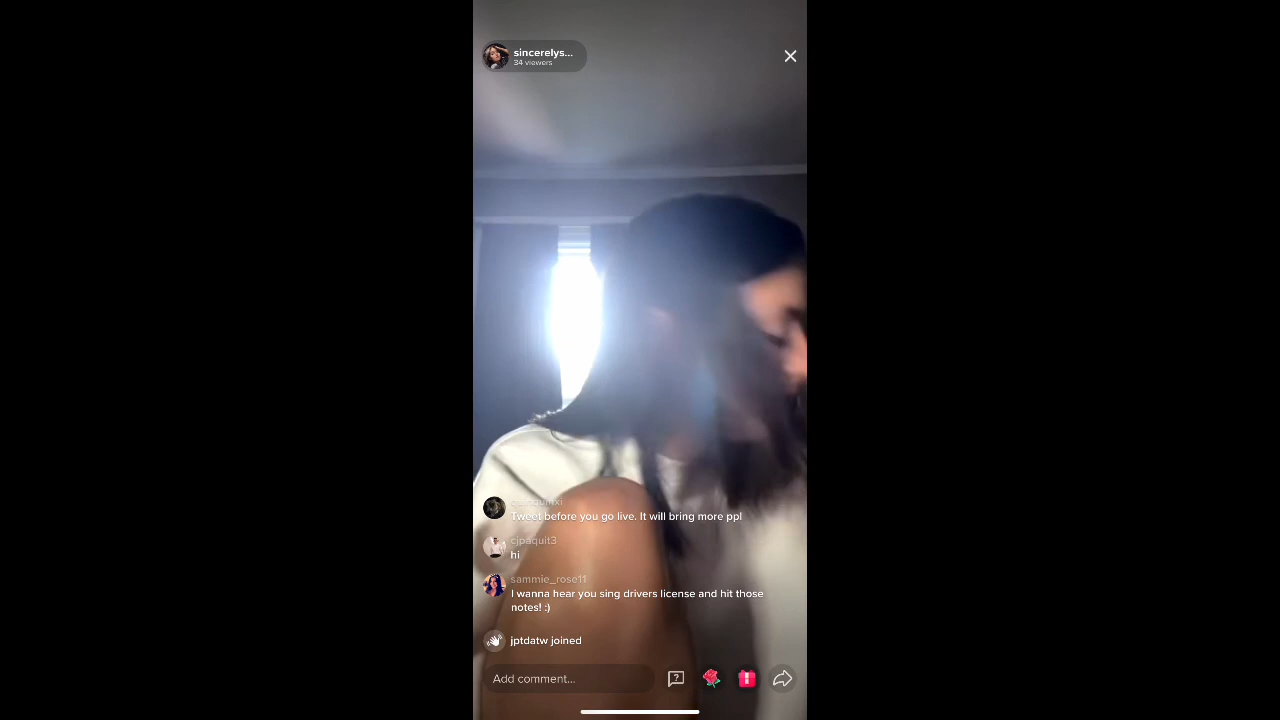 sincerelys...
34 viewers
Tweet before you go live. It will bring more ppl
cjpaquit3
hi
sammie_rose11
I wanna hear you sing drivers license and hit those
notes! :)
jptdatw joined
Add comment...